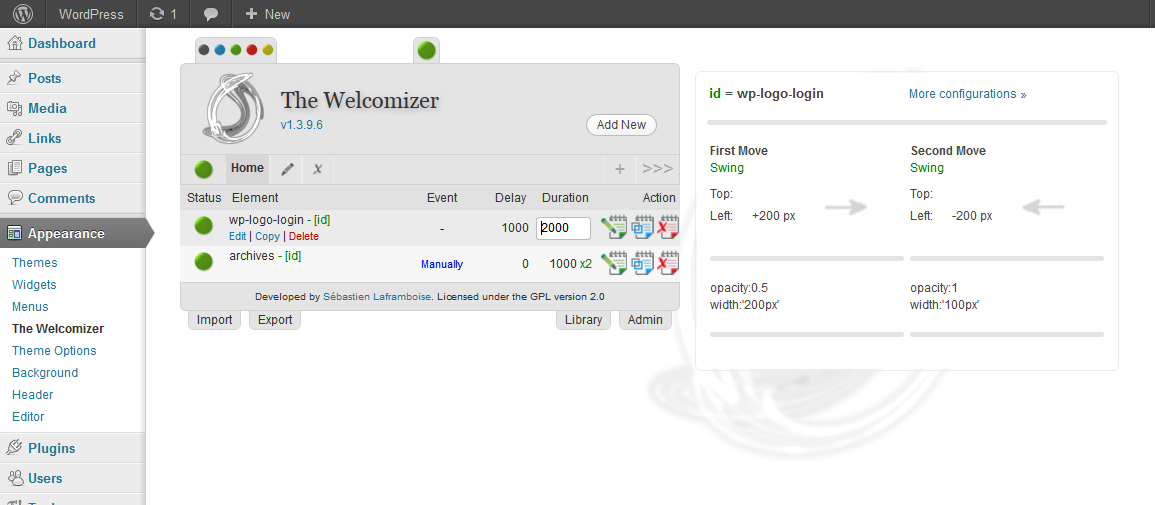 WordPress 1 New
Dashboard
Posts
Media
Links
Pages
Comments
Appearance
Themes
Widgets
Menus
The Welcomizer
Theme Options
Background
Header
Editor
Plugins
Users
The Welcomizer
v1.3.9.6
Add New
Home + >>>
Status Element Event Delay Duration Action
wp-logo-login - [id] - 1000 2000
Edit | Copy | Delete
archives - [id] Manually 0 1000 x2
Developed by Sébastien Laframboise. Licensed under the GPL version 2.0
Import Export Library Admin
id = wp-logo-login More configurations »
First Move Second Move
Swing Swing
Top: Top:
Left: +200 px Left: -200 px
opacity:0.5 opacity:1
width:'200px' width:'100px'